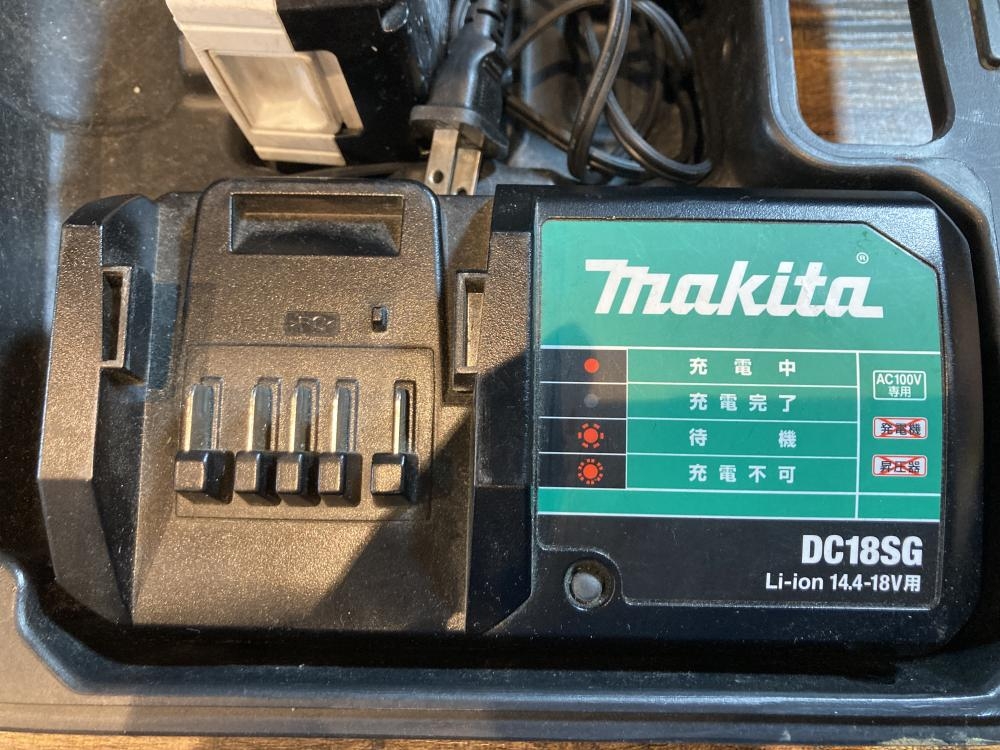 makita®
充電中
充電完了
待機
充電不可
AC100V
専用
発電機
昇圧器
DC18SG
Li-ion 14.4-18V用